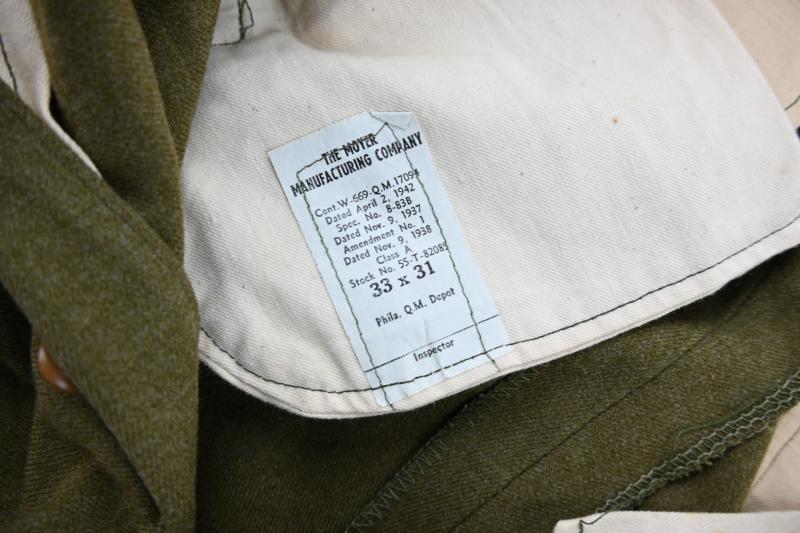 THE MOYER
MANUFACTURING COMPANY
Cont.W-669-Q.M.17094
Dated April 2, 1942
Spec. No. 8-83B
Dated Nov. 9, 1937
Amendment No. 1
Dated Nov. 9, 1938
Class A
Stock No. 55-T-82085
33 x 31
Phila. Q.M. Depot
Inspector